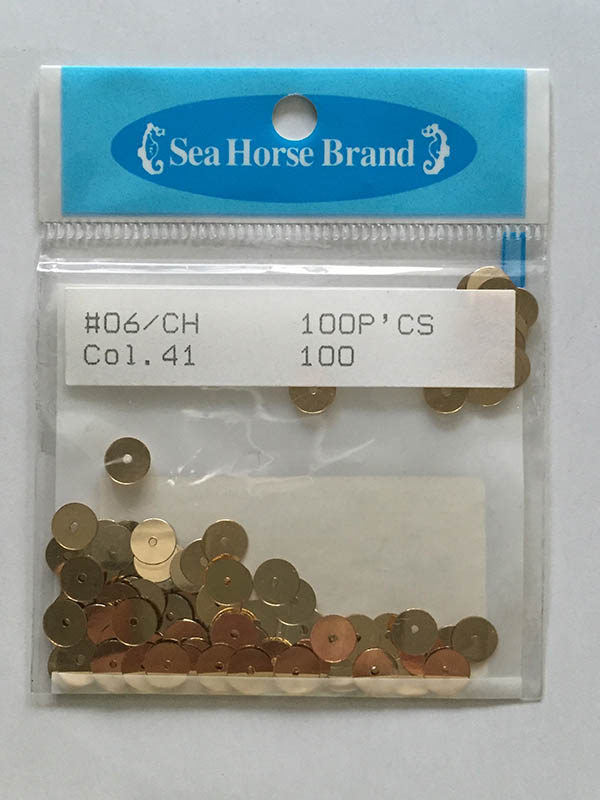 Sea Horse Brand
#06/CH 100P'CS
Col.41 100